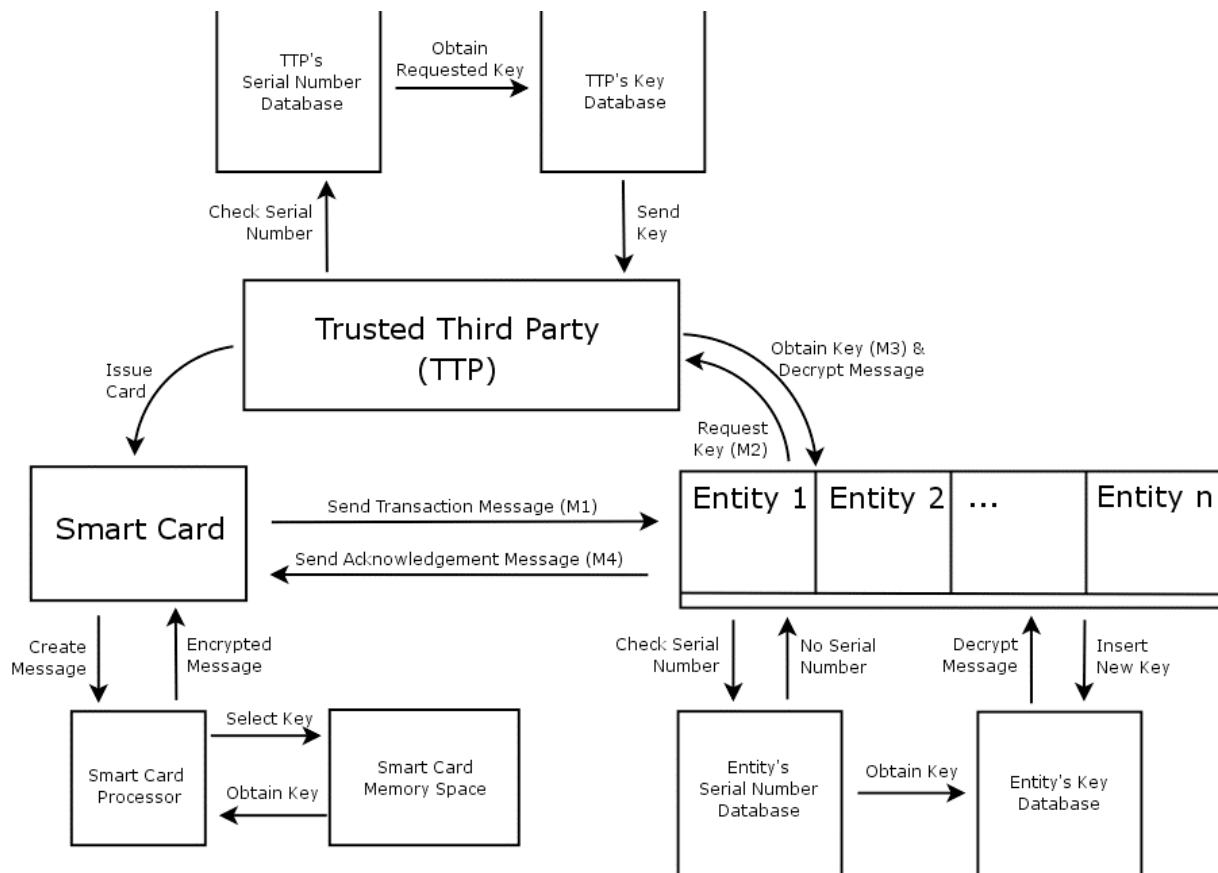 TTP's
Serial Number
Database
Obtain
Requested Key
TTP's Key
Database
Check Serial
Number
Send
Key
Trusted Third Party
(TTP)
Issue
Card
Obtain Key (M3) &
Decrypt Message
Request
Key (M2)
Smart Card
Send Transaction Message (M1)
Send Acknowledgement Message (M4)
Entity 1
Entity 2
...
Entity n
Create
Message
Encrypted
Message
Check Serial
Number
No Serial
Number
Decrypt
Message
Insert
New Key
Smart Card
Processor
Select Key
Obtain Key
Smart Card
Memory Space
Entity's
Serial Number
Database
Obtain Key
Entity's Key
Database